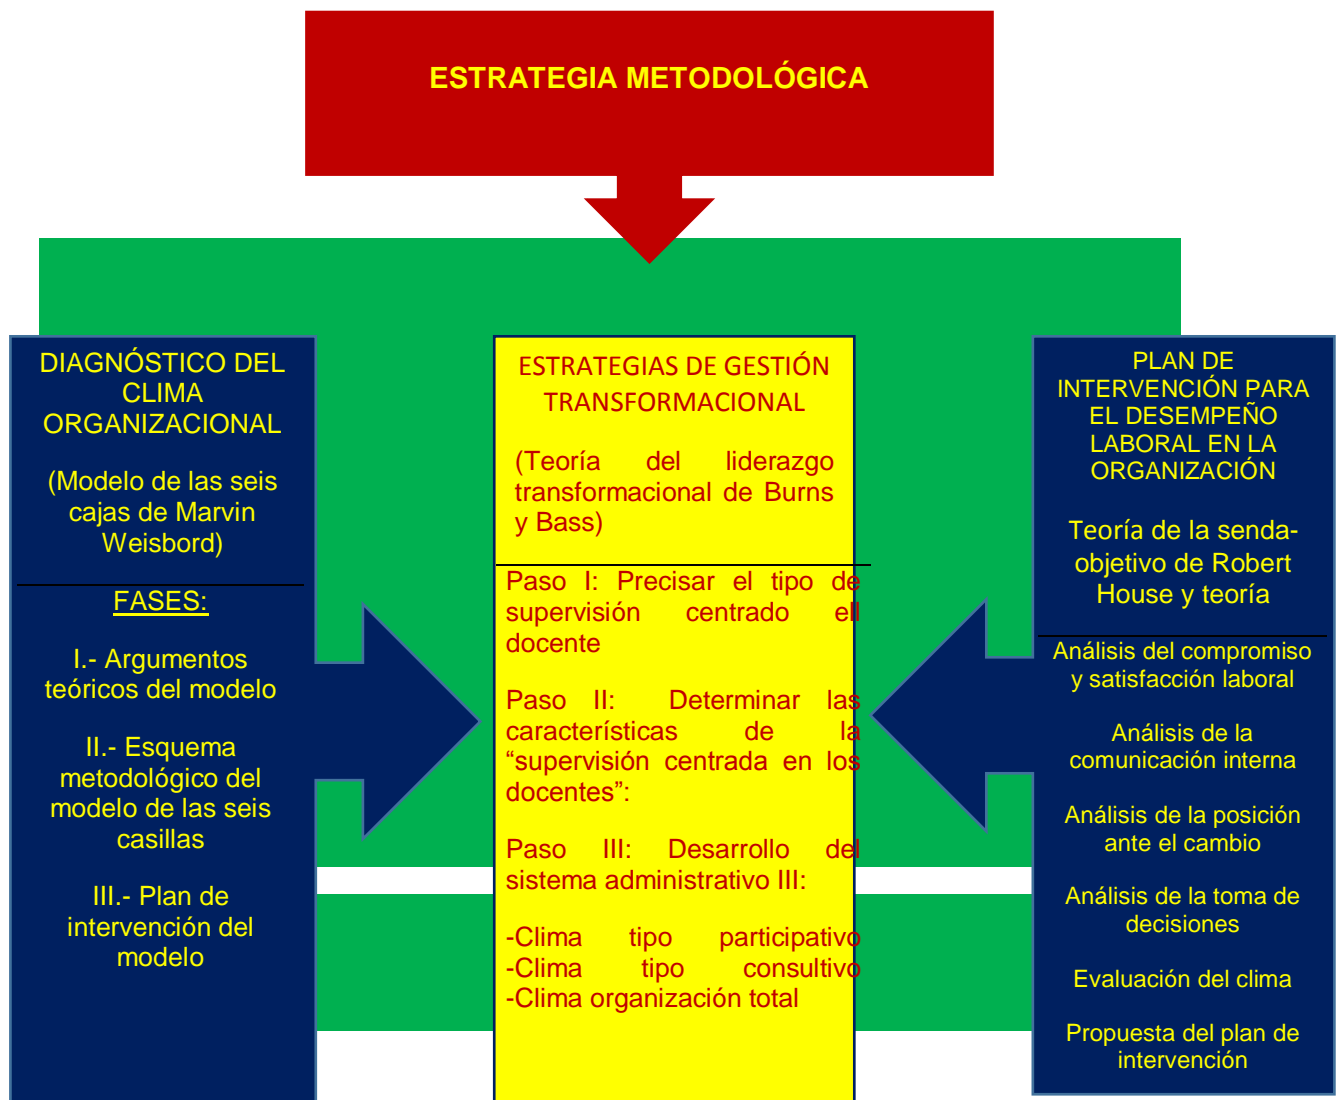 ESTRATEGIA METODOLÓGICA
DIAGNÓSTICO DEL
CLIMA
ORGANIZACIONAL
(Modelo de las seis
cajas de Marvin
Weisbord)
FASES:
I.- Argumentos
teóricos del modelo
II.- Esquema
metodológico del
modelo de las seis
casillas
III.- Plan de
intervención del
modelo
ESTRATEGIAS DE GESTIÓN
TRANSFORMACIONAL
(Teoría del liderazgo
transformacional de Burns
y Bass)
Paso I: Precisar el tipo de
supervisión centrado ell
docente
Paso II: Determinar las
características de la
“supervisión centrada en los
docentes”:
Paso III: Desarrollo del
sistema administrativo III:
-Clima tipo participativo
-Clima tipo consultivo
-Clima organización total
PLAN DE
INTERVENCIÓN PARA
EL DESEMPEÑO
LABORAL EN LA
ORGANIZACIÓN
Teoría de la senda-
objetivo de Robert
House y teoría
Análisis del compromiso
y satisfacción laboral
Análisis de la
comunicación interna
Análisis de la posición
ante el cambio
Análisis de la toma de
decisiones
Evaluación del clima
Propuesta del plan de
intervención